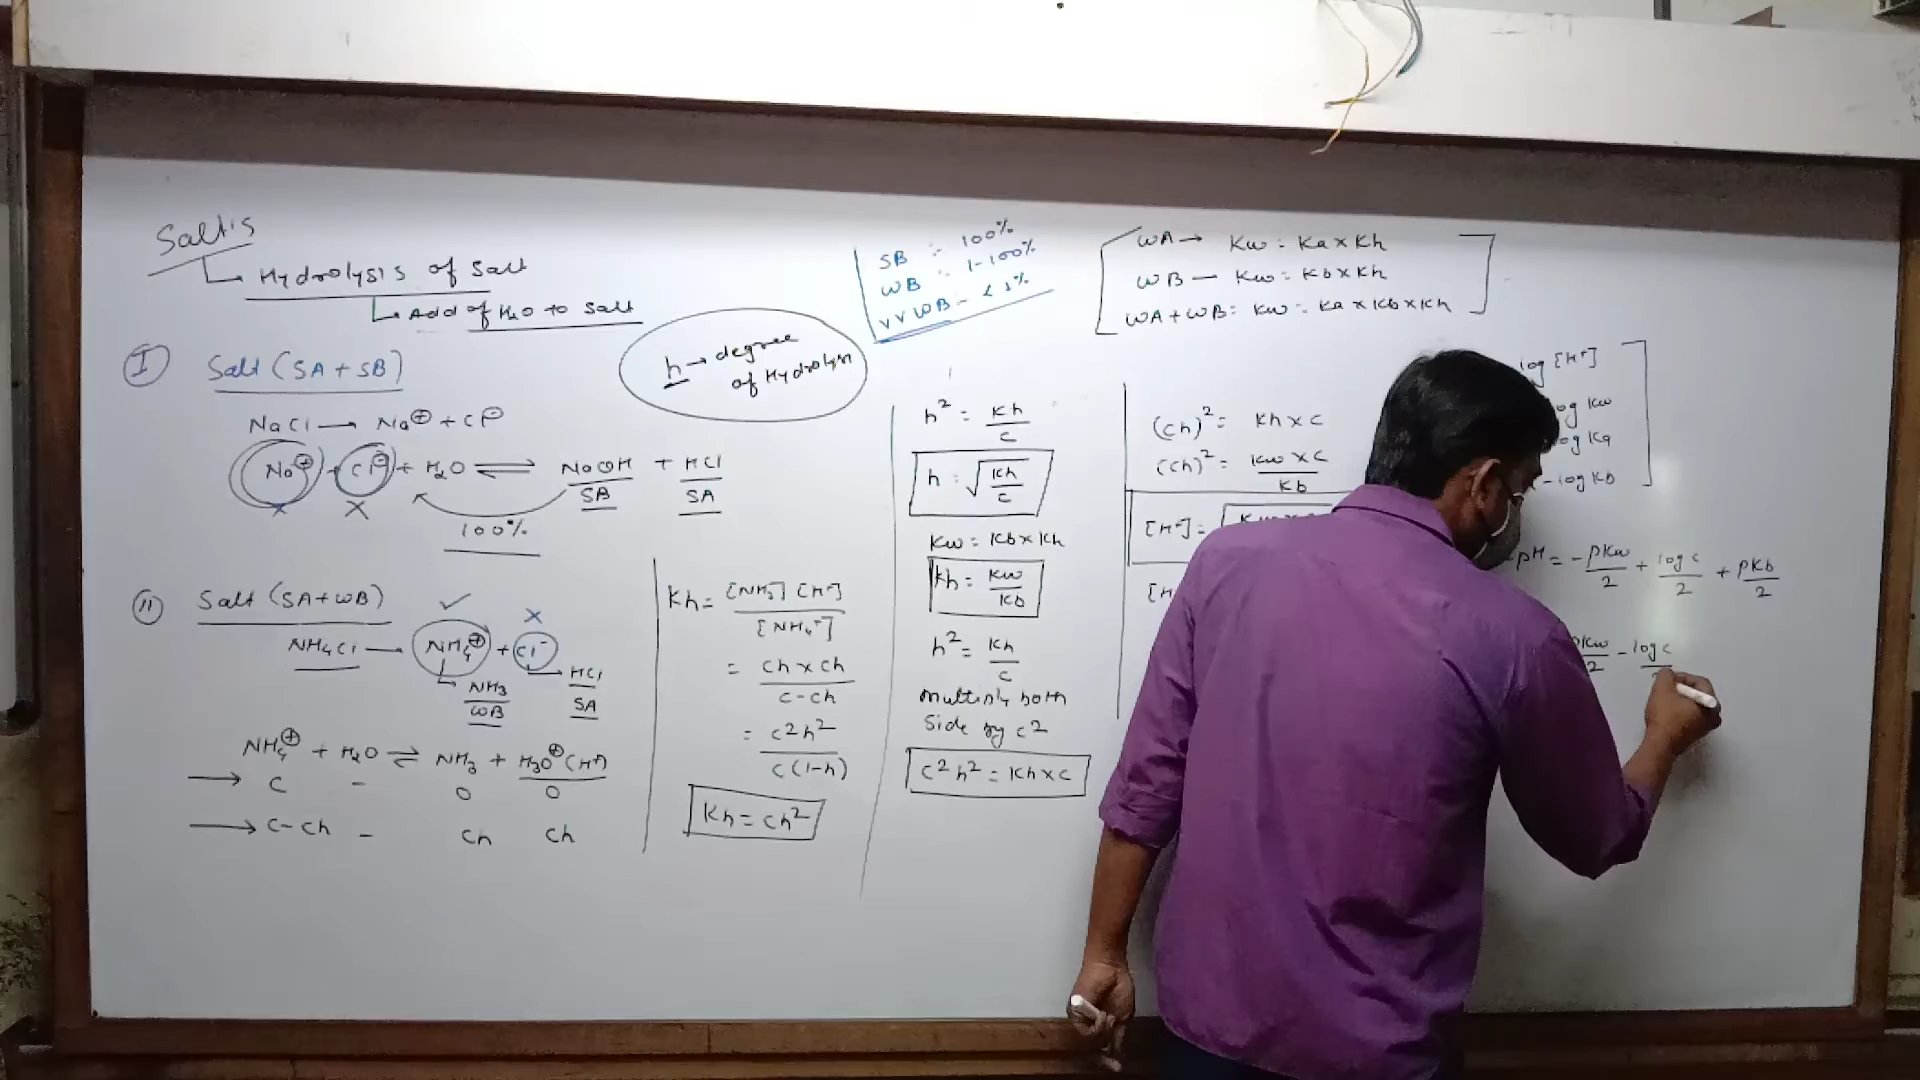 Saltis
Hydrolysis of Salt
Add of H₂O to Salt
I Salt (SA + SB)
NaCl → Na⊕ + Cl⊖
Na⊕ + Cl⊖ + H₂O ⇌ NaOH + HCl
SB SA
X X
100%
II Salt (SA + WB)
✓ X
NH4Cl → NH₄⊕ + Cl⁻
NH3 HCl
WB SA
NH₄⊕ + H₂O ⇌ NH₃ + H₃O⊕ (H⁺)
→ C – O O
→ C-Ch – Ch Ch
h → degree
of Hydrolysis
Kh = [NH₃] [H⁺] / [NH₄⁺]
= Ch x Ch / C - Ch
= C2h² / C (1-h)
Kh = Ch²
SB : 100%
WB : 1-100%
VVWB - < 1%
h² = Kh / C
h = √ Kh / C
Kw = Kb x Kh
Kh = Kw / Kb
h² = Kh / C
Multiply both
Side by C2
C² h² = Kh x C
WA → Kw = Ka x Kh
WB — Kw = Kb x Kh
WA + WB : Kw = Ka x Kb x Kh
(Ch)² = Kh x C
(Ch)² = Kw x C / Kb
[H⁺] =
log [H⁺]
log Kw
log Ka
- log Kb
pH = - PKw / 2 + log C / 2 + PKb / 2
PKw / 2 - log C